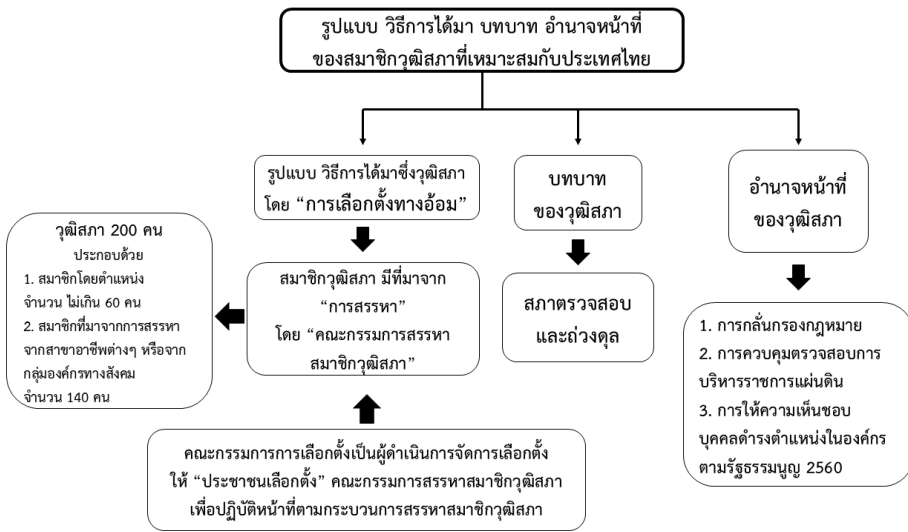 รูปแบบ วิธีการได้มา บทบาท อำนาจหน้าที่
ของสมาชิกวุฒิสภาที่เหมาะสมกับประเทศไทย
รูปแบบ วิธีการได้มาซึ่งวุฒิสภา
โดย “การเลือกตั้งทางอ้อม”
บทบาท
ของวุฒิสภา
อำนาจหน้าที่
ของวุฒิสภา
วุฒิสภา 200 คน
ประกอบด้วย
1. สมาชิกโดยตำแหน่ง
จำนวน ไม่เกิน 60 คน
2. สมาชิกที่มาจากการสรรหา
จากสาขาอาชีพต่างๆ หรือจาก
กลุ่มองค์กรทางสังคม
จำนวน 140 คน
สมาชิกวุฒิสภา มีที่มาจาก
“การสรรหา”
โดย “คณะกรรมการสรรหา
สมาชิกวุฒิสภา”
สภาตรวจสอบ
และถ่วงดุล
1. การกลั่นกรองกฎหมาย
2. การควบคุมตรวจสอบการ
บริหารราชการแผ่นดิน
3. การให้ความเห็นชอบ
บุคคลดำรงตำแหน่งในองค์กร
ตามรัฐธรรมนูญ 2560
คณะกรรมการการเลือกตั้งเป็นผู้ดำเนินการจัดการเลือกตั้ง
ให้ “ประชาชนเลือกตั้ง” คณะกรรมการสรรหาสมาชิกวุฒิสภา
เพื่อปฏิบัติหน้าที่ตามกระบวนการสรรหาสมาชิกวุฒิสภา